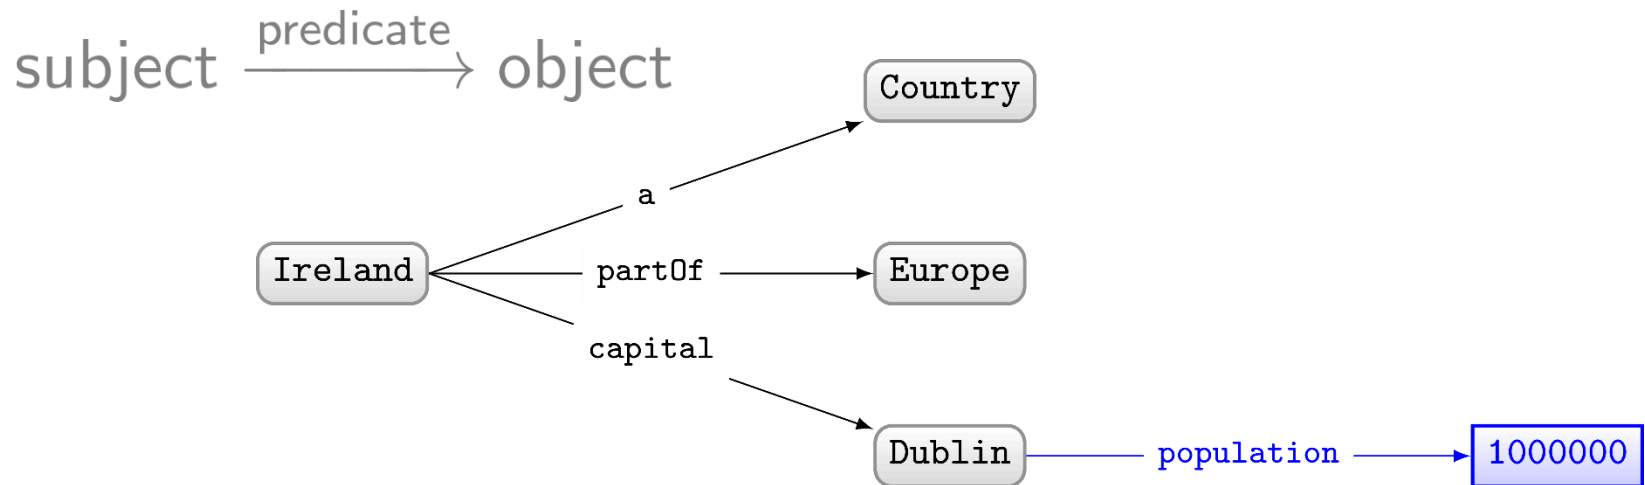 predicate
subject object
Country
a
Ireland partOf Europe
capital
Dublin population 1000000